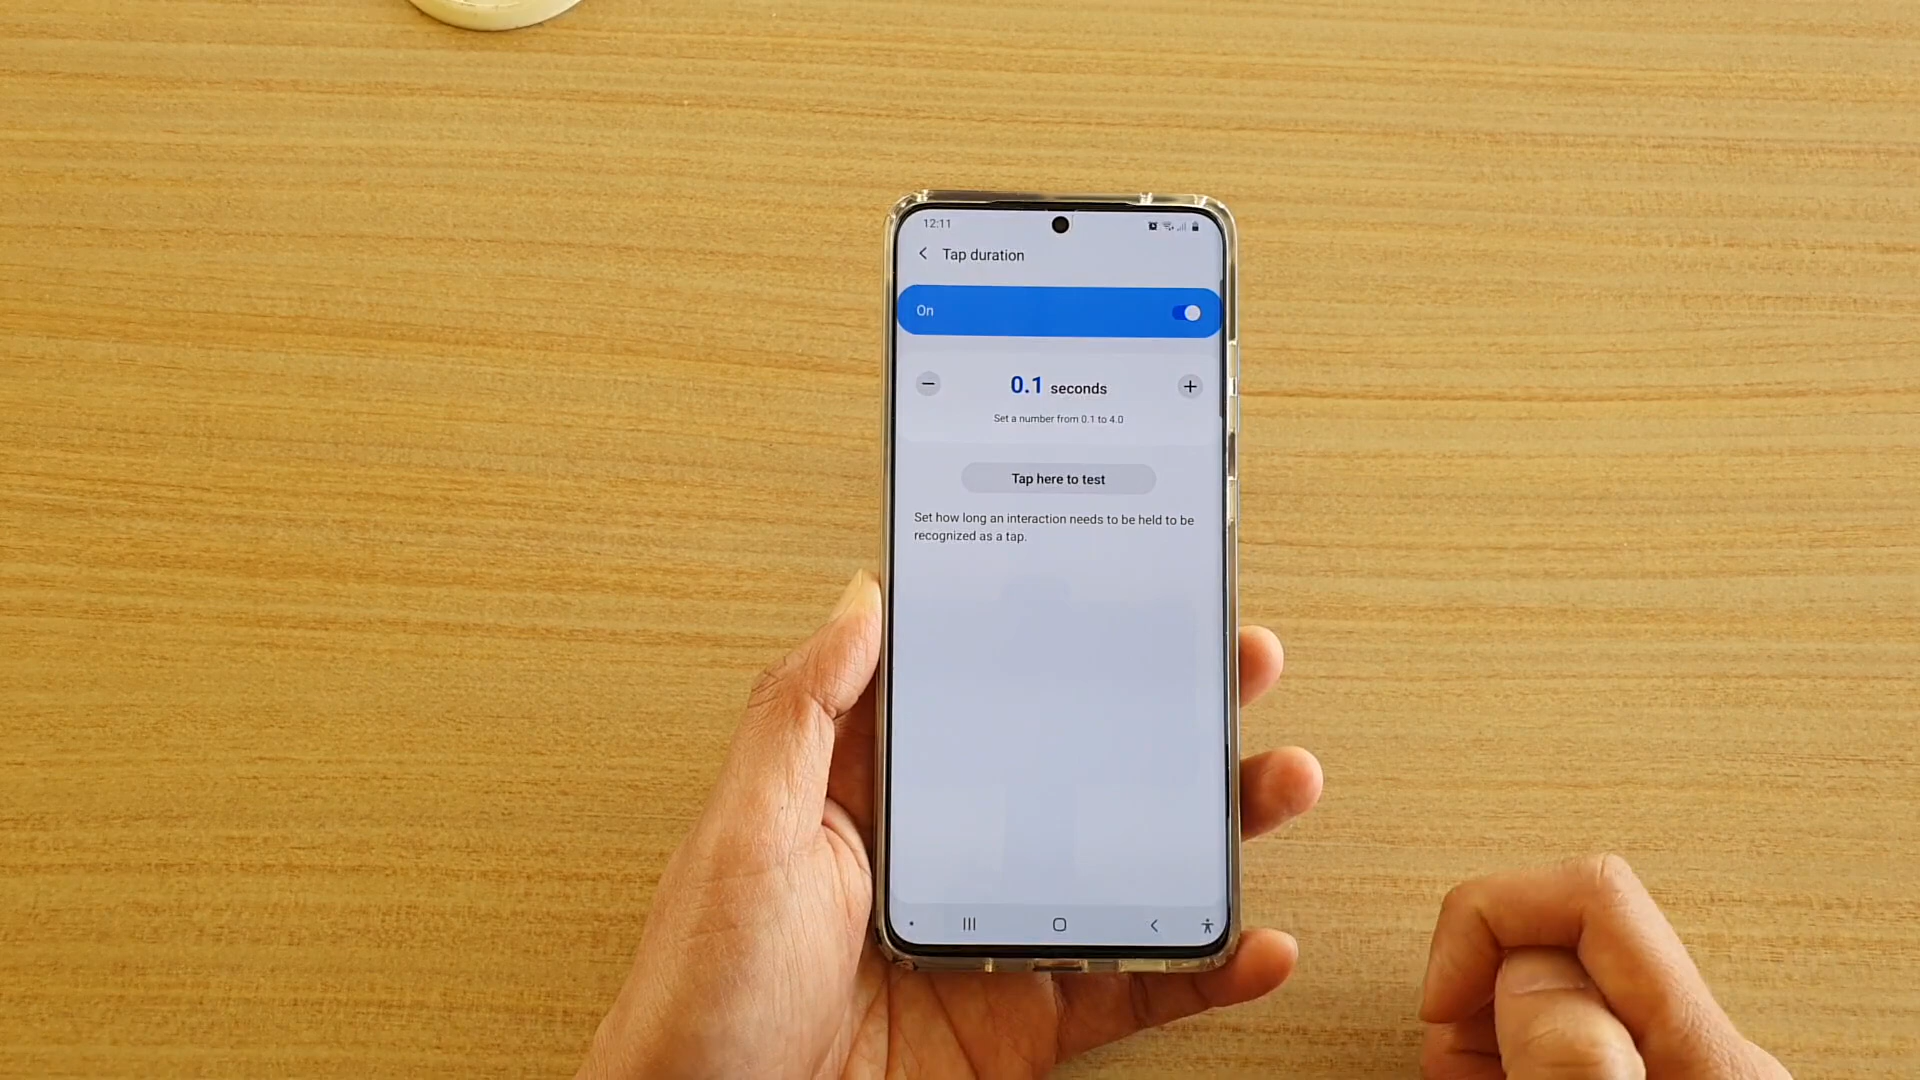 12:11
Tap duration
On
0.1 seconds
Set a number from 0.1 to 4.0
Tap here to test
Set how long an interaction needs to be held to be
recognized as a tap.